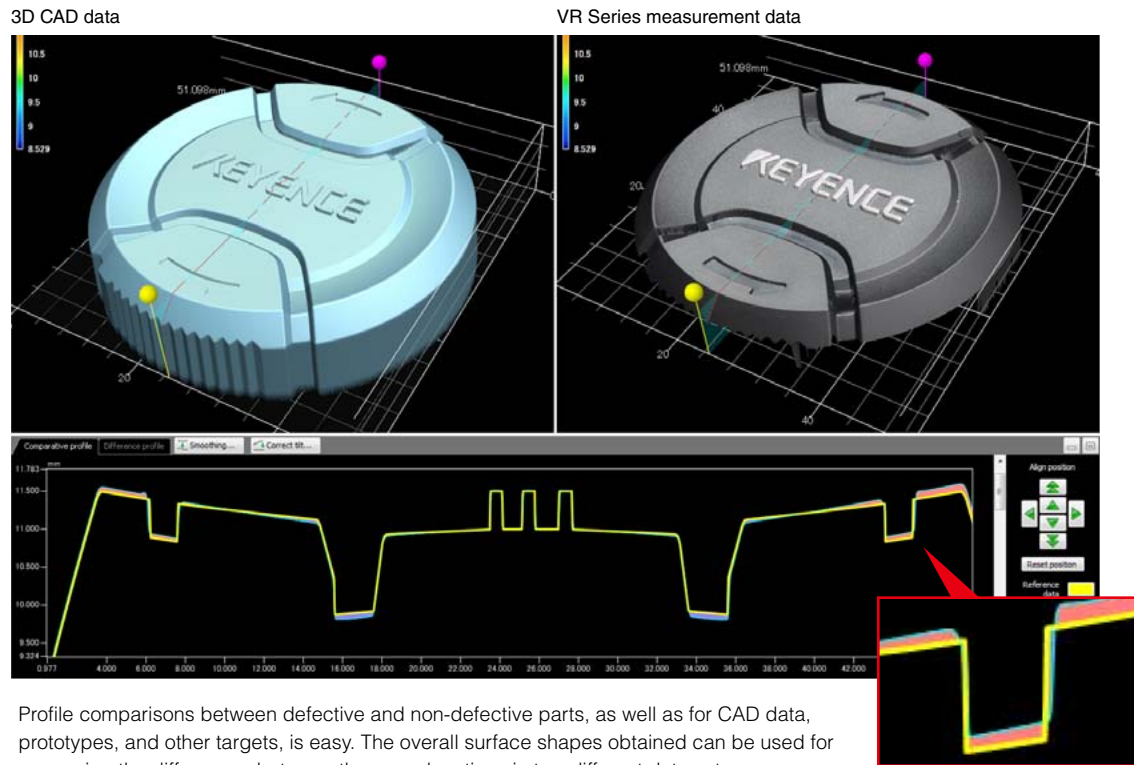 3D CAD data
VR Series measurement data
10.5
10
9.5
9
8.529
51.098mm
KEYENCE
20
10.5
10
9.5
9
8.529
51.098mm
40
20
KEYENCE
20
40
Comparative profile
Difference profile
Smoothing...
Correct tilt...
mm
11.783
11.500
11.000
10.500
10.000
9.500
9.324
0.977 4.000 6.000 8.000 10.000 12.000 14.000 16.000 18.000 20.000 22.000 24.000 26.000 28.000 30.000 32.000 34.000 36.000 38.000 40.000 42.000
Align position
Reset position
Reference
data
Profile comparisons between defective and non-defective parts, as well as for CAD data,
prototypes, and other targets, is easy. The overall surface shapes obtained can be used for